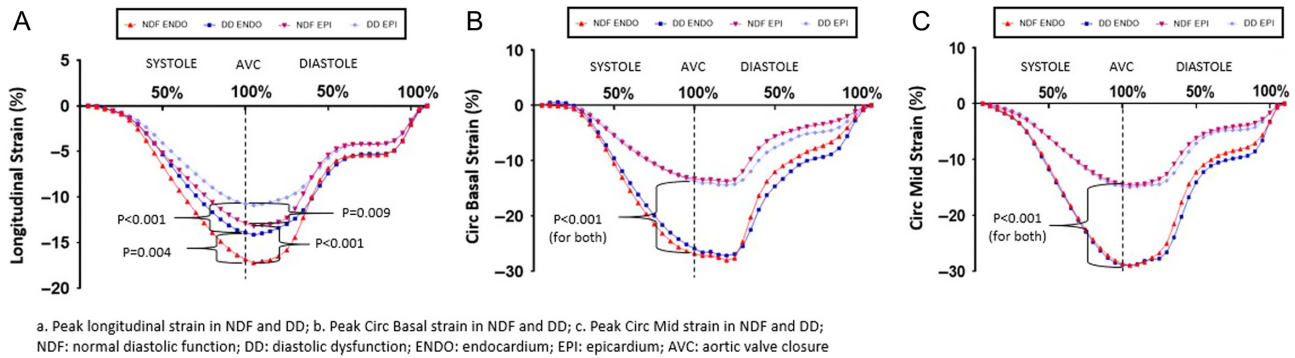 A
NDF ENDO DD ENDO NDF EPI DD EPI
Longitudinal Strain (%)
5
0
−5
−10
−15
−20
SYSTOLE AVC DIASTOLE
50% 100% 50% 100%
P<0.001
P=0.004
P=0.009
P<0.001
B
NDF ENDO DD ENDO NDF EPI DD EPI
Circ Basal Strain (%)
10
0
−10
−20
−30
SYSTOLE AVC DIASTOLE
50% 100% 50% 100%
P<0.001
(for both)
C
NDF ENDO DD ENDO NDF EPI DD EPI
Circ Mid Strain (%)
10
0
−10
−20
−30
SYSTOLE AVC DIASTOLE
50% 100% 50% 100%
P<0.001
(for both)
a. Peak longitudinal strain in NDF and DD; b. Peak Circ Basal strain in NDF and DD; c. Peak Circ Mid strain in NDF and DD;
NDF: normal diastolic function; DD: diastolic dysfunction; ENDO: endocardium; EPI: epicardium; AVC: aortic valve closure